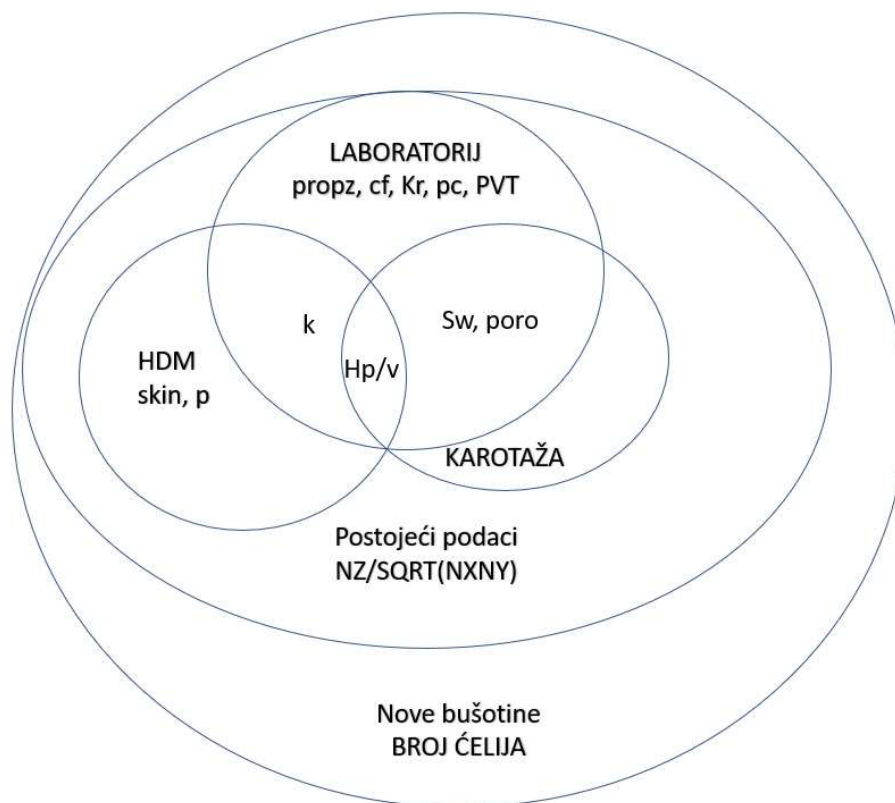 LABORATORIJ
propz, cf, Kr, pc, PVT
k
Sw, poro
HDM
skin, p
Hp/v
KAROTAŽA
Postojeći podaci
NZ/SQRT(NXNY)
Nove bušotine
BROJ ĆELIJA